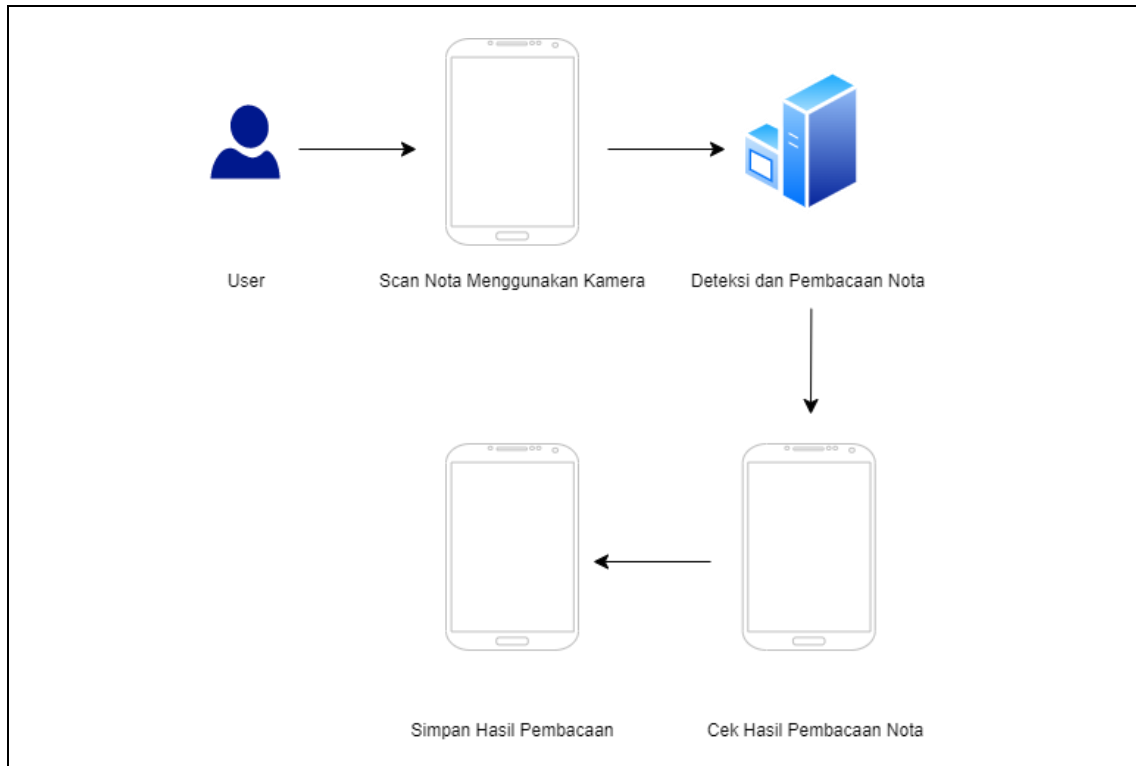 User
Scan Nota Menggunakan Kamera
Deteksi dan Pembacaan Nota
Simpan Hasil Pembacaan
Cek Hasil Pembacaan Nota